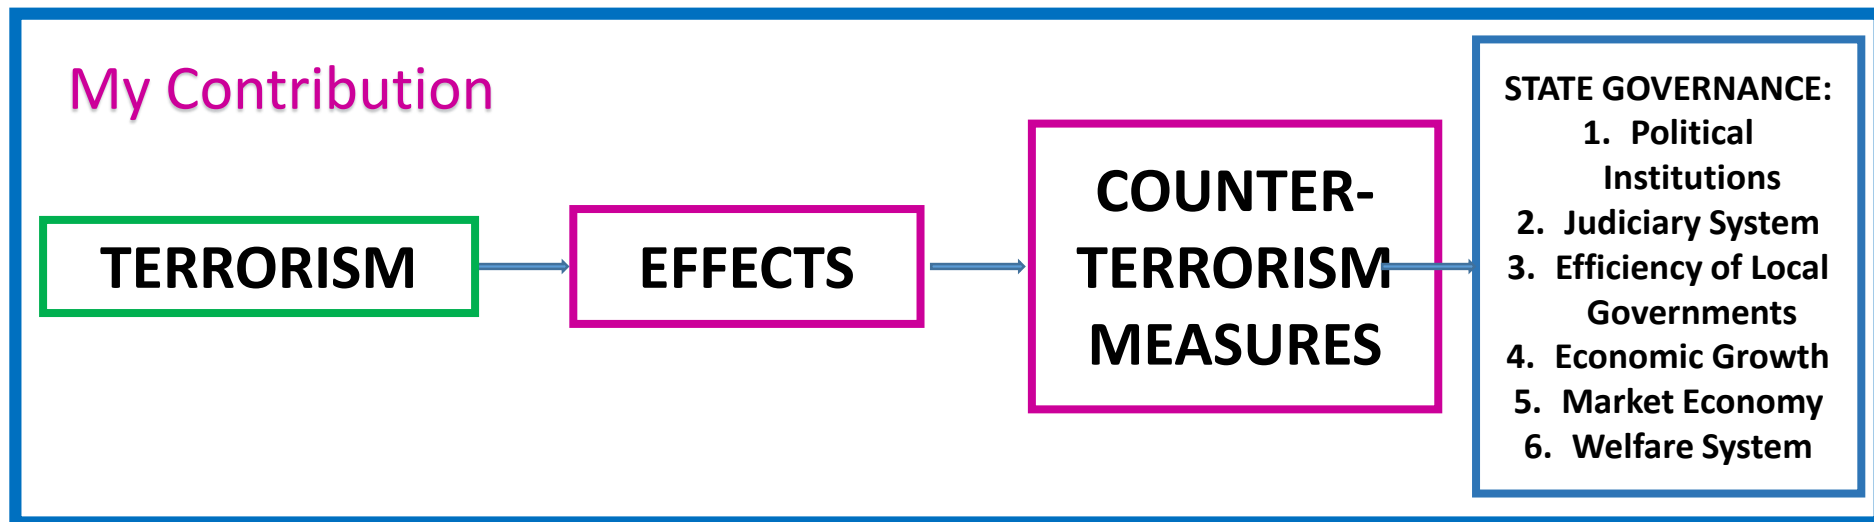 My Contribution
TERRORISM
EFFECTS
COUNTER-
TERRORISM
MEASURES
STATE GOVERNANCE:
1. Political
Institutions
2. Judiciary System
3. Efficiency of Local
Governments
4. Economic Growth
5. Market Economy
6. Welfare System